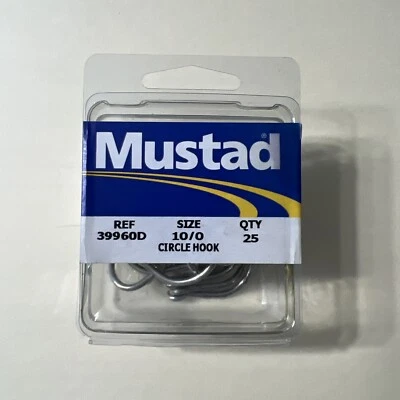 Mustad®
REF SIZE QTY
39960D 10/0 25
CIRCLE HOOK